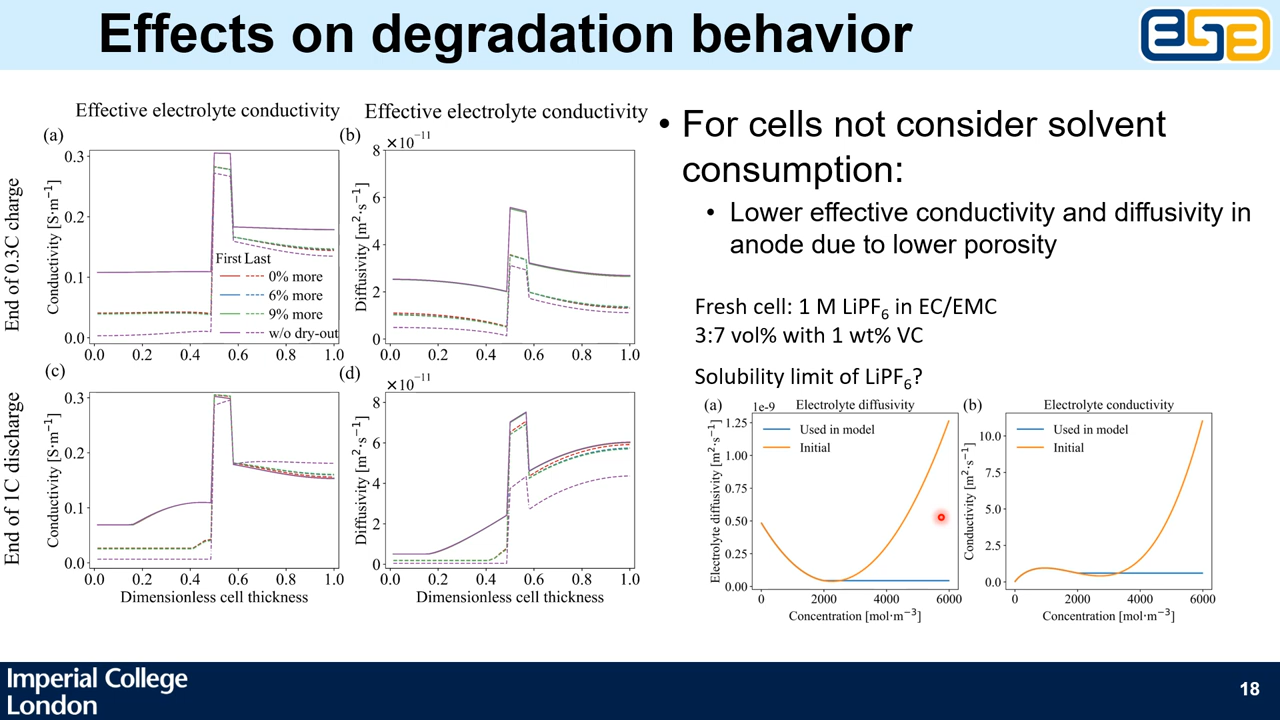 Effects on degradation behavior
Effective electrolyte conductivity
Effective electrolyte conductivity
(a)
(b)
×10⁻¹¹
End of 0.3C charge
Conductivity [S·m⁻¹]
0.3
0.2
0.1
0.0
First Last
0% more
6% more
9% more
w/o dry-out
0.0 0.2 0.4 0.6 0.8 1.0
Diffusivity [m²·s⁻¹]
8
6
4
2
0
0.0 0.2 0.4 0.6 0.8 1.0
(c)
(d)
×10⁻¹¹
End of 1C discharge
Conductivity [S·m⁻¹]
0.3
0.2
0.1
0.0
0.0 0.2 0.4 0.6 0.8 1.0
Dimensionless cell thickness
Diffusivity [m²·s⁻¹]
8
6
4
2
0
0.0 0.2 0.4 0.6 0.8 1.0
Dimensionless cell thickness
• For cells not consider solvent
consumption:
• Lower effective conductivity and diffusivity in
anode due to lower porosity
Fresh cell: 1 M LiPF₆ in EC/EMC
3:7 vol% with 1 wt% VC
Solubility limit of LiPF₆?
(a)
1e-9
Electrolyte diffusivity
Electrolyte diffusivity [m²·s⁻¹]
1.25
1.00
0.75
0.50
0.25
0.00
Used in model
Initial
0 2000 4000 6000
Concentration [mol·m⁻³]
(b)
Electrolyte conductivity
Conductivity [m²·s⁻¹]
10.0
7.5
5.0
2.5
0.0
Used in model
Initial
0 2000 4000 6000
Concentration [mol·m⁻³]
Imperial College
London
18